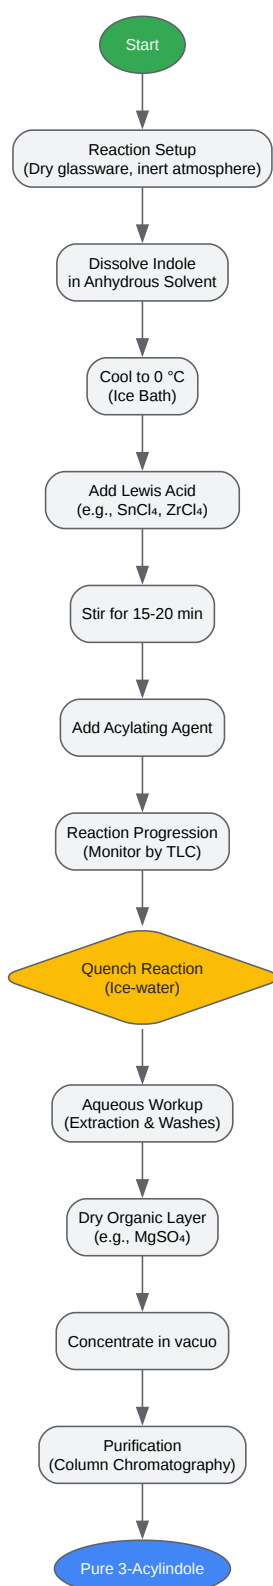 Start
Reaction Setup
(Dry glassware, inert atmosphere)
Dissolve Indole
in Anhydrous Solvent
Cool to 0 °C
(Ice Bath)
Add Lewis Acid
(e.g., SnCl₄, ZrCl₄)
Stir for 15-20 min
Add Acylating Agent
Reaction Progression
(Monitor by TLC)
Quench Reaction
(Ice-water)
Aqueous Workup
(Extraction & Washes)
Dry Organic Layer
(e.g., MgSO₄)
Concentrate in vacuo
Purification
(Column Chromatography)
Pure 3-Acylindole